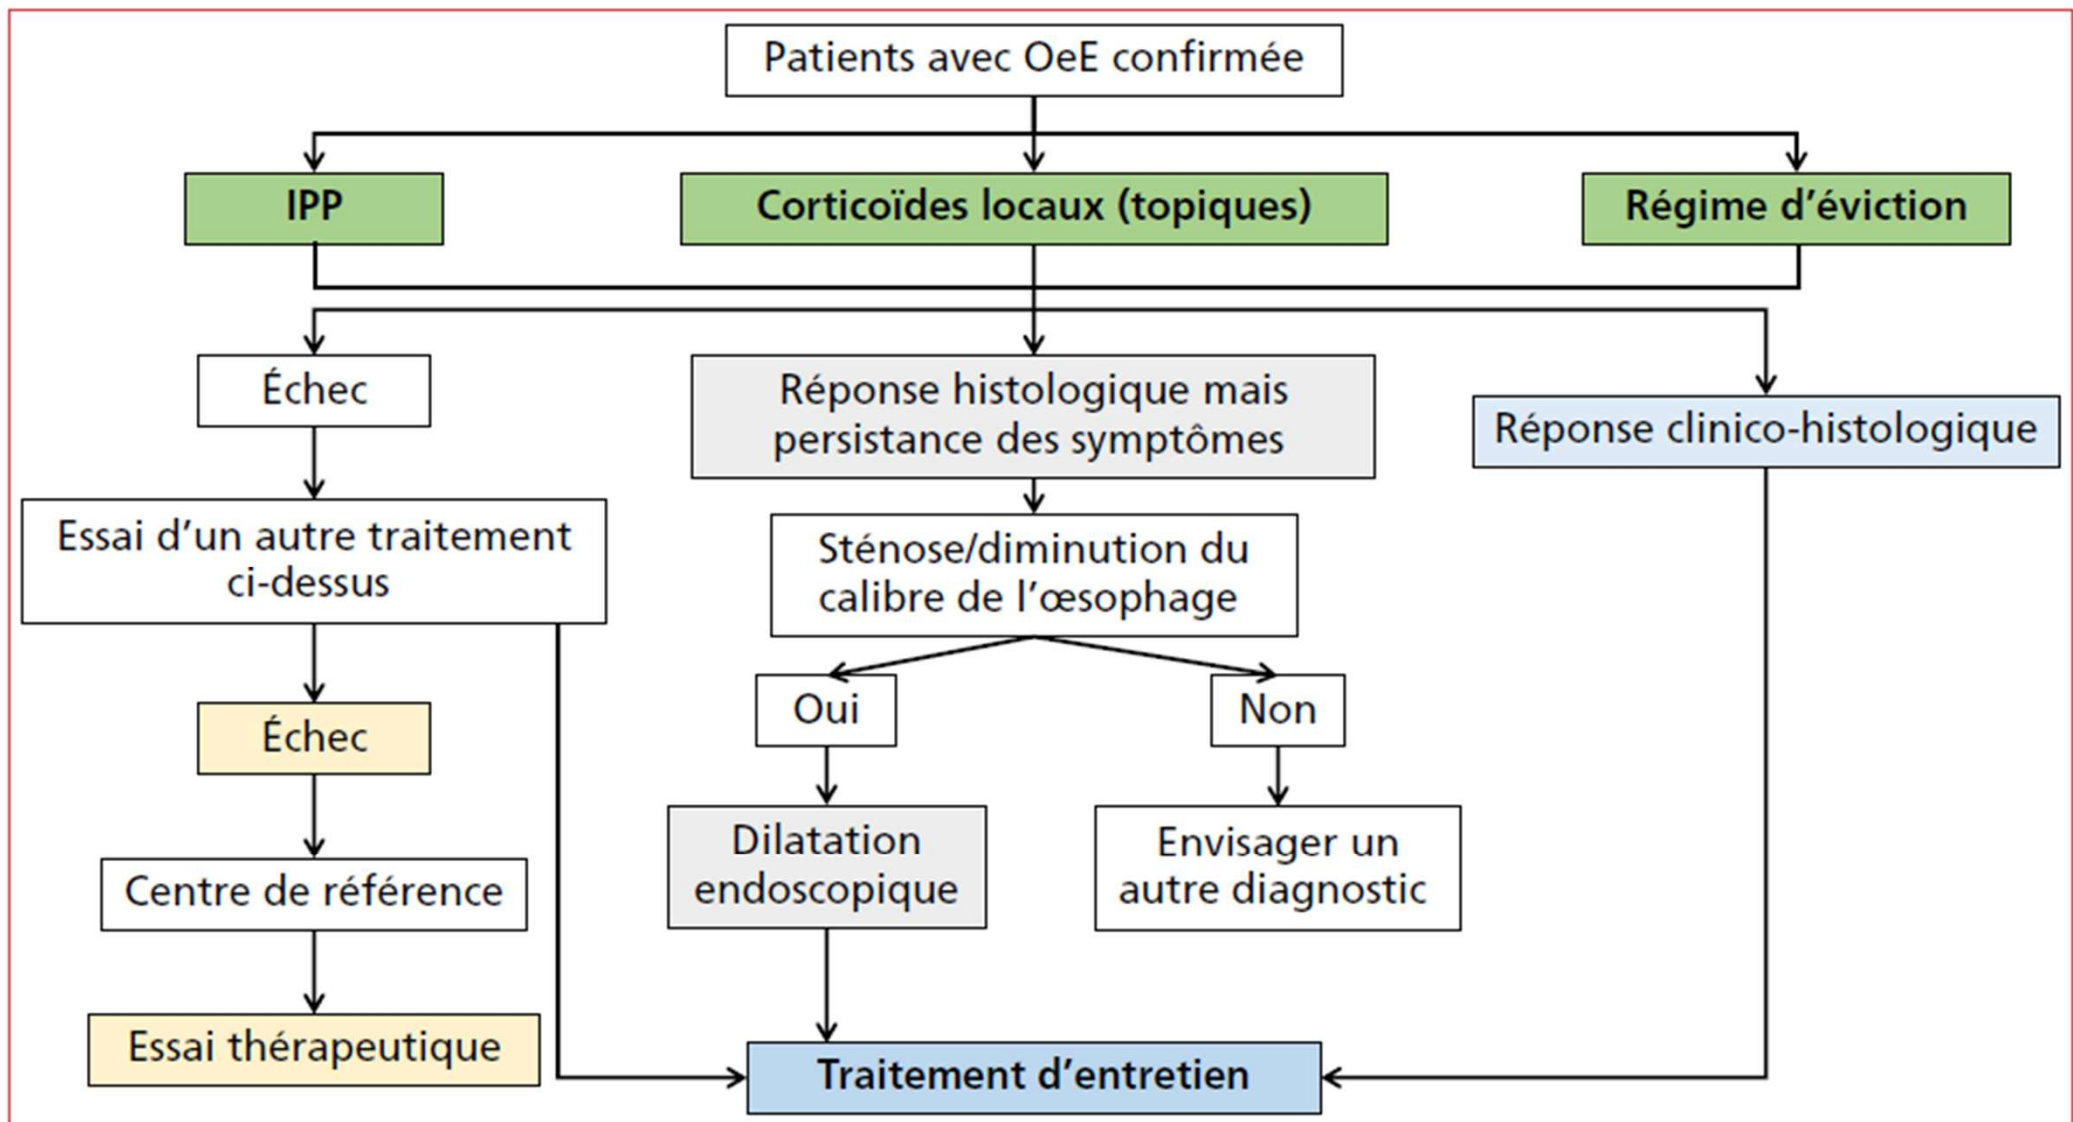 Patients avec OeE confirmée
IPP
Corticoïdes locaux (topiques)
Régime d’éviction
Échec
Réponse histologique mais
persistance des symptômes
Réponse clinico-histologique
Essai d’un autre traitement
ci-dessus
Sténose/diminution du
calibre de l’œsophage
Oui
Non
Échec
Dilatation
endoscopique
Envisager un
autre diagnostic
Centre de référence
Essai thérapeutique
Traitement d’entretien